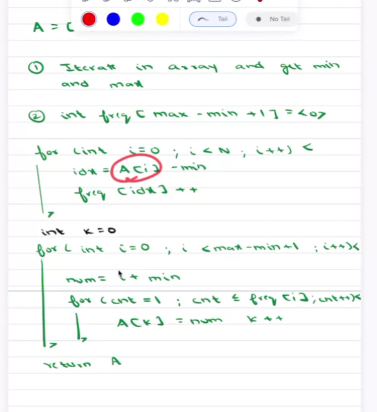 A = [
Tail
No Tail
① Iterate in array and get min
and max
② int freq [ max - min + 1 ] = {0}
for (int i=0 ; i < N ; i++) {
idx = A[i] - min
freq [idx] ++
}
int k=0
for ( int i=0 ; i < max-min+1 ; i++) {
num = i + min
for (cnt =1 ; cnt ≤ freq [i] ; cnt++) {
A[k] = num k ++
}
}
return A